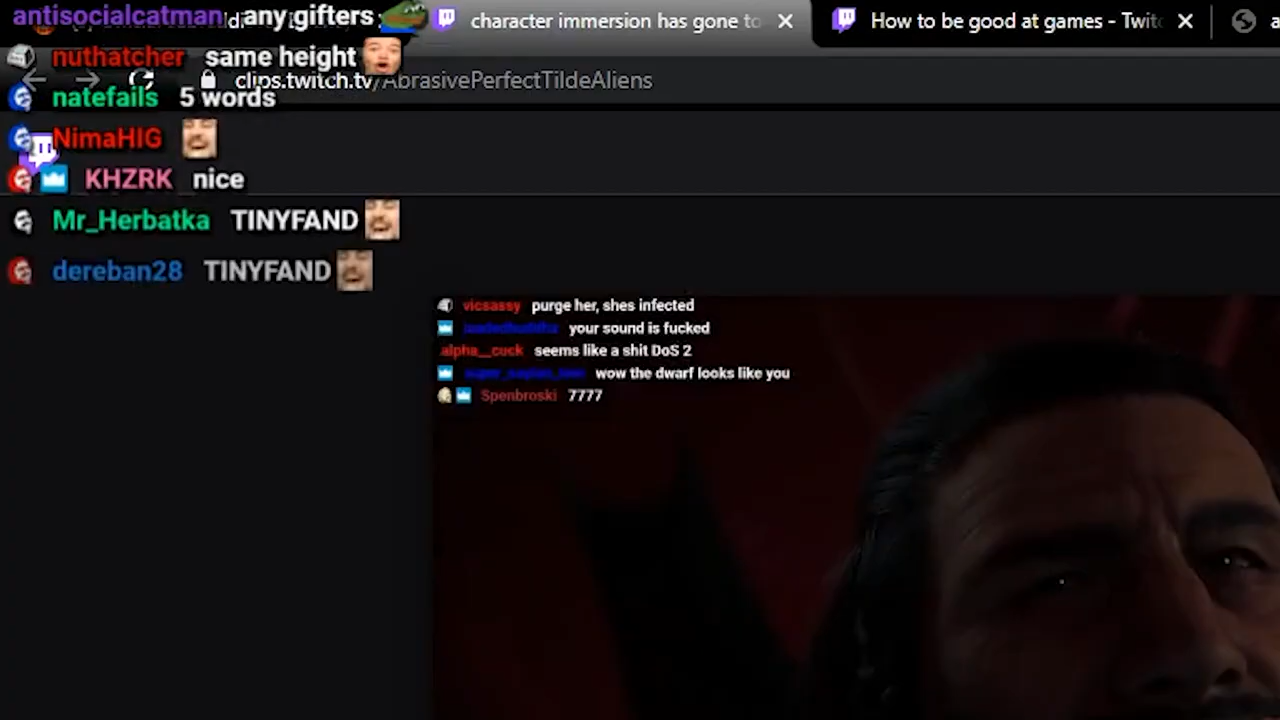 antisocialcatman any gifters
character immersion has gone to
How to be good at games - Twitc
nuthatcher same height
clips.twitch.tv/AbrasivePerfectTildeAliens
natefails 5 words
NimaHIG
KHZRK nice
Mr_Herbatka TINYFAND
dereban28 TINYFAND
vicsassy purge her, shes infected
your sound is fucked
alpha__cuck seems like a shit DoS 2
wow the dwarf looks like you
Spenbroski 7777